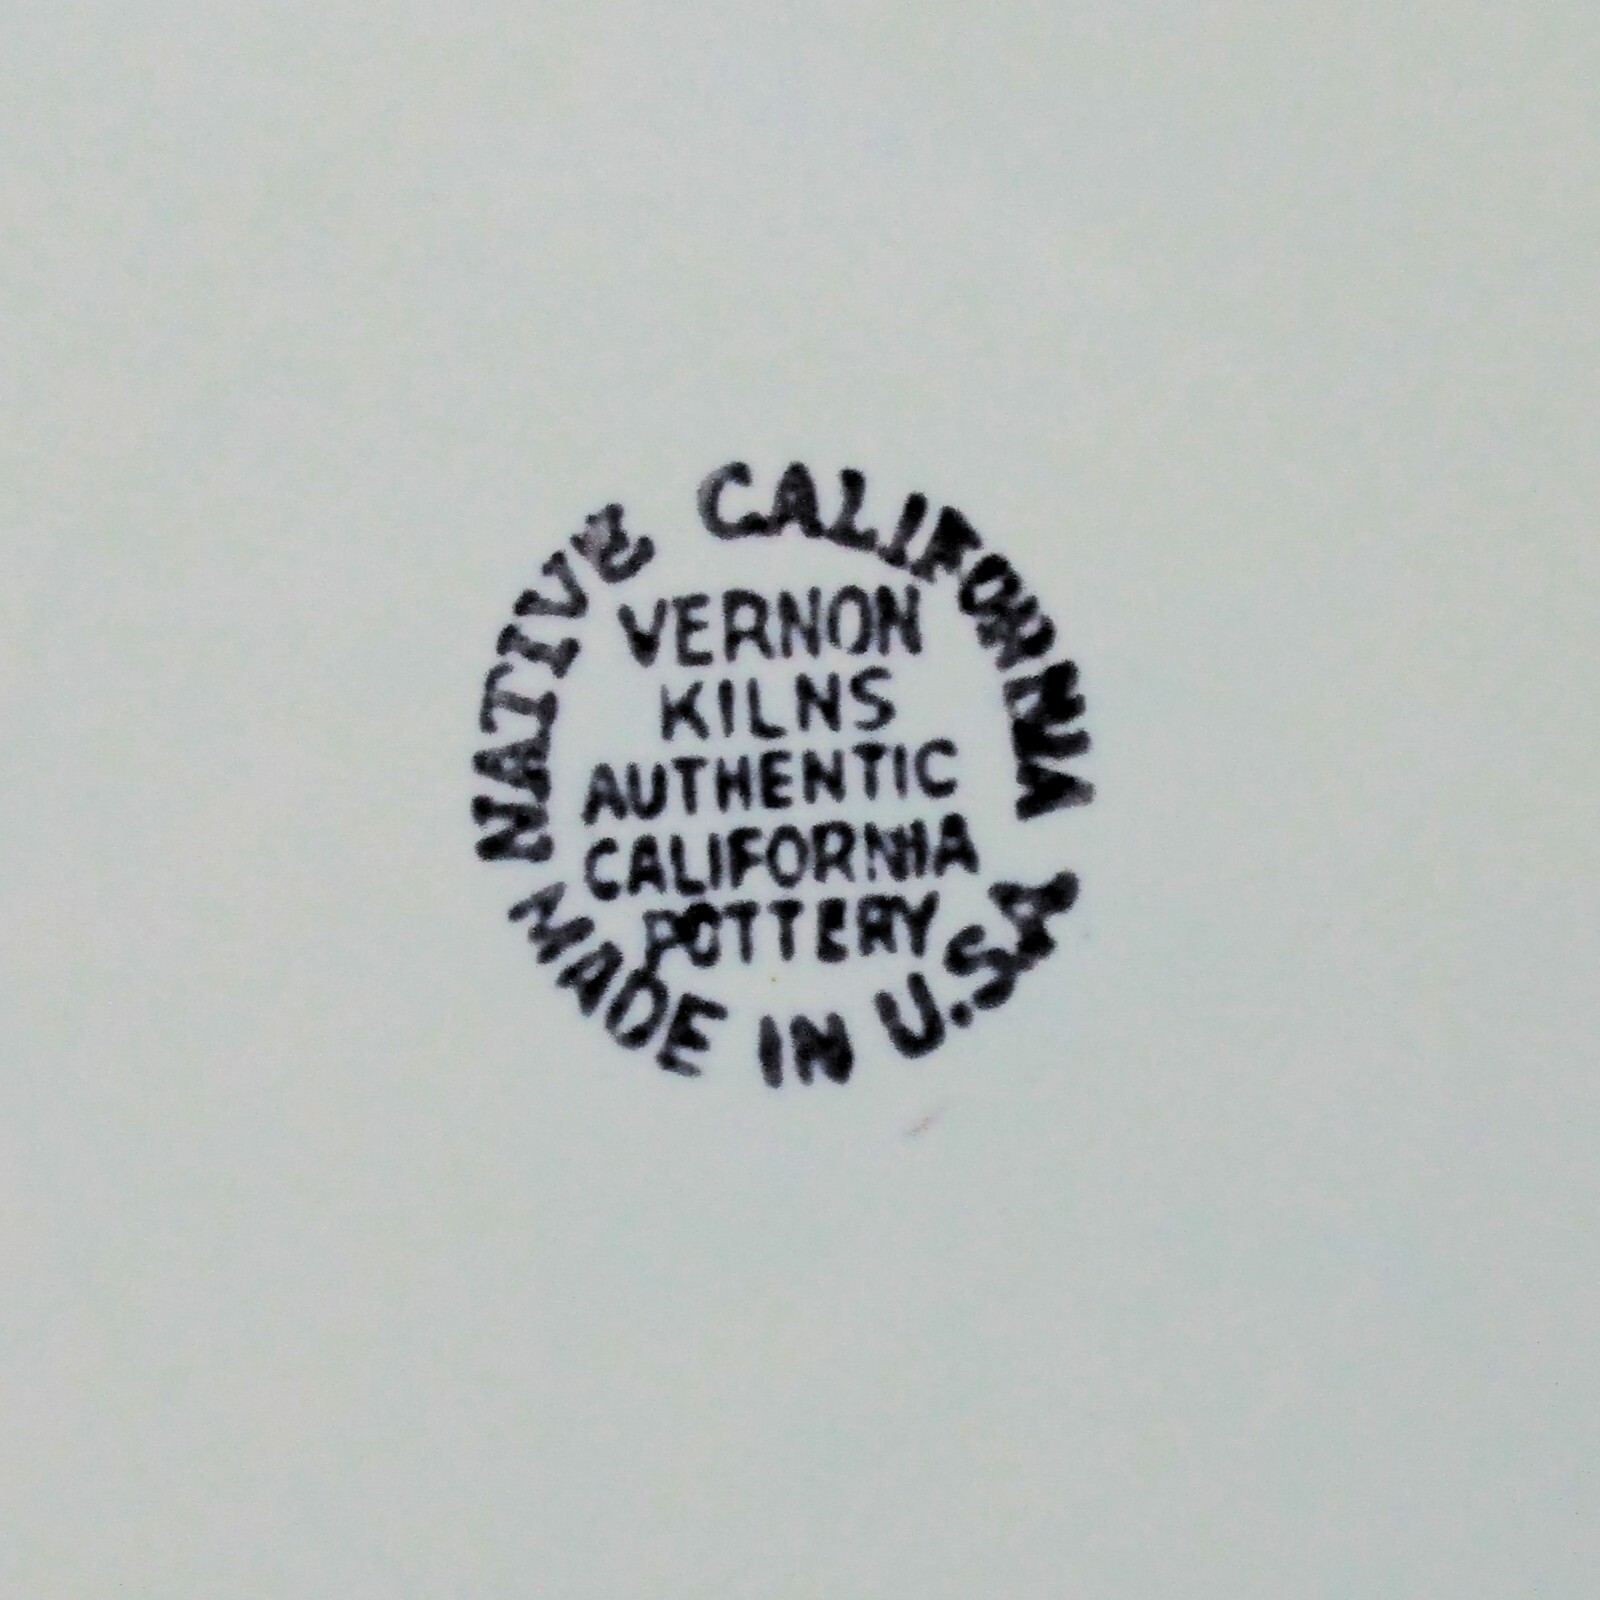 NATIVE CALIFORNIA
VERNON
KILNS
AUTHENTIC
CALIFORNIA
POTTERY
MADE IN U.S.A